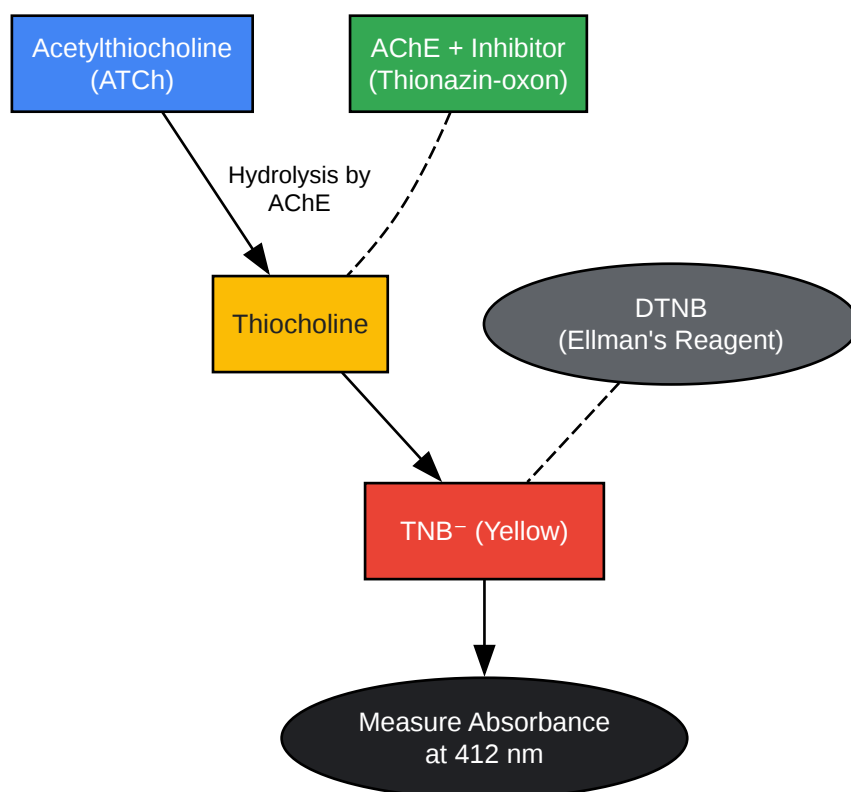 Acetylthiocholine
(ATCh)
AChE + Inhibitor
(Thionazin-oxon)
Hydrolysis by
AChE
Thiocholine
DTNB
(Ellman's Reagent)
TNB⁻ (Yellow)
Measure Absorbance
at 412 nm